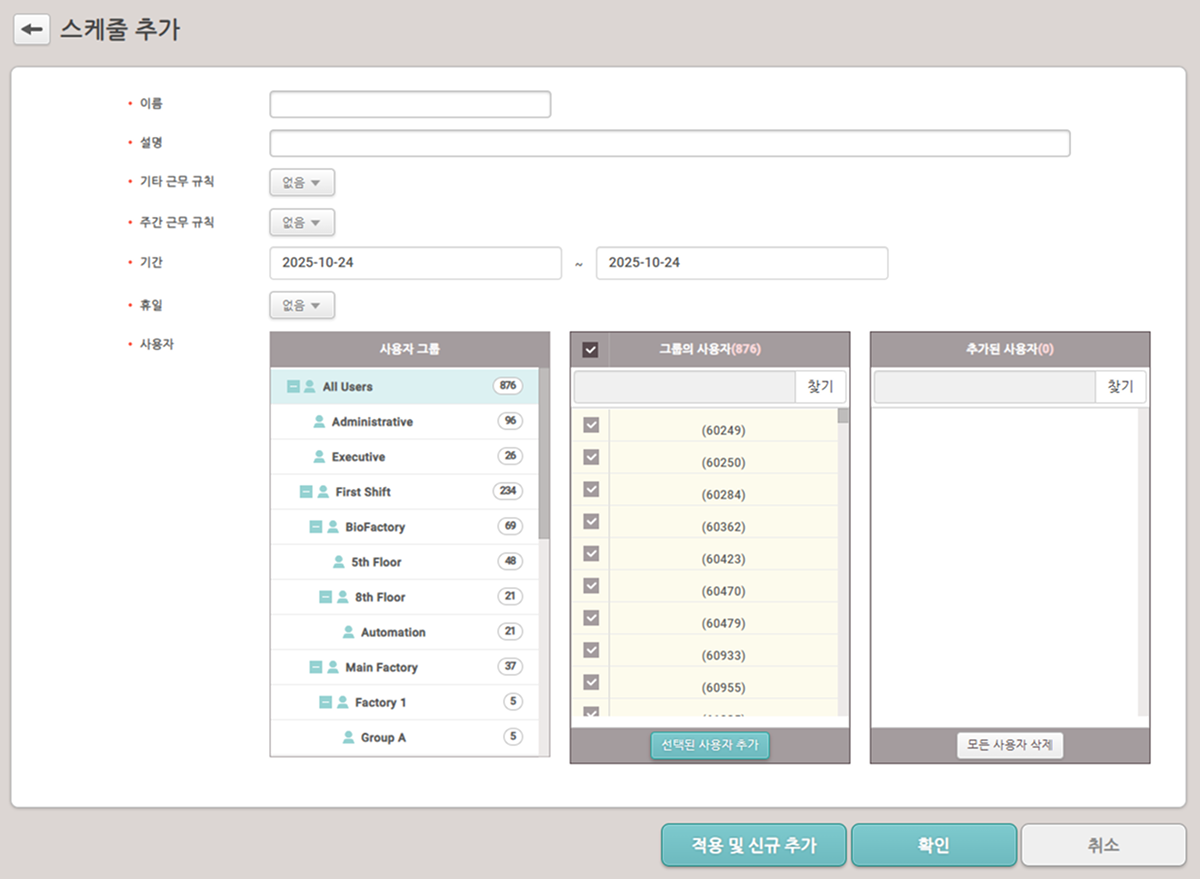 스케줄 추가
• 이름
• 설명
• 기타 근무 규칙 없음
• 주간 근무 규칙 없음
• 기간 2025-10-24 ~ 2025-10-24
• 휴일 없음
• 사용자
사용자 그룹
All Users 876
Administrative 96
Executive 26
First Shift 234
BioFactory 69
5th Floor 48
8th Floor 21
Automation 21
Main Factory 37
Factory 1 5
Group A 5
그룹의 사용자(876)
찾기
(60249)
(60250)
(60284)
(60362)
(60423)
(60470)
(60479)
(60933)
(60955)
선택된 사용자 추가
추가된 사용자(0)
찾기
모든 사용자 삭제
적용 및 신규 추가 확인 취소